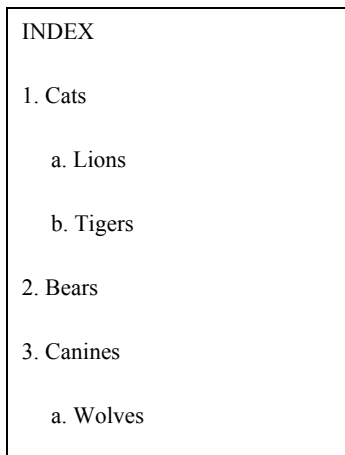 INDEX
1. Cats
a. Lions
b. Tigers
2. Bears
3. Canines
a. Wolves